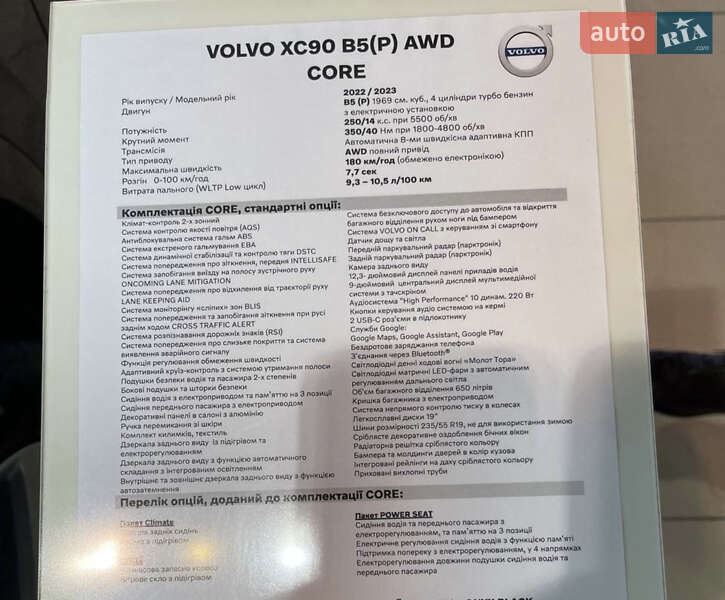 auto RIA .com
VOLVO XC90 B5(P) AWD
CORE
VOLVO
Рік випуску / Модельний рік
2022 / 2023
Двигун
B5 (P) 1969 см. куб., 4 циліндри турбо бензин
з електричною установкою
Потужність
250/14 к.с. при 5500 об/хв
Крутний момент
350/40 Нм при 1800-4800 об/хв
Трансмісія
Автоматична 8-ми швидкісна адаптивна КПП
Тип приводу
AWD повний привід
Максимальна швидкість
180 км/год (обмежено електронікою)
Розгін 0-100 км/год
7,7 сек
Витрата пального (WLTP Low цикл)
9,3 – 10,5 л/100 км
Комплектація CORE, стандартні опції:
Клімат-контроль 2-х зонний
Система контролю якості повітря (AQS)
Антиблокувальна система гальм ABS
Система екстреного гальмування EBA
Система динамічної стабілізації та контролю тяги DSTC
Система попередження про зіткнення, передня INTELLISAFE
Система запобігання виїзду на полосу зустрічного руху
ONCOMING LANE MITIGATION
Система попередження про відхилення від траєкторії руху
LANE KEEPING AID
Система моніторингу «сліпих» зон BLIS
Система попередження та запобігання зіткнення при русі
заднім ходом CROSS TRAFFIC ALERT
Система розпізнавання дорожніх знаків (RSI)
Система попередження про слизьке покриття та система
виявлення аварійного сигналу
Функція регулювання обмеження швидкості
Адаптивний круїз-контроль з системою утримання полоси
Подушки безпеки водія та пасажира 2-х степенів
Бокові подушки та шторки безпеки
Сидіння водія з електроприводом та пам'яттю на 3 позиції
Сидіння переднього пасажира з електроприводом
Декоративні панелі в салоні з алюмінію
Ручка перемикання зі шкіри
Комплект килимків, текстиль
Дзеркала заднього виду із підігрівом та
електрорегулюванням
Дзеркала заднього виду з функцією автоматичного
складання з інтегрованим освітленням
Внутрішнє та зовнішнє дзеркала заднього виду з функцією
автозатемнення
Система безключового доступу до автомобіля та відкриття
багажного відділення рухом ноги під бампером
Система VOLVO ON CALL з керуванням зі смартфону
Датчик дощу та світла
Передній паркувальний радар (парктронік)
Задній паркувальний радар (парктронік)
Камера заднього виду
12,3- дюймовий дисплей панелі приладів водія
9-дюймовий центральний дисплей мультимедійної
системи з тачскріном
Аудіосистема "High Performance" 10 динам. 220 Вт
Кнопки керування аудіо системою на кермі
2 USB-C роз'єми в підлокотнику
Служби Google:
Google Maps, Google Assistant, Google Play
Бездротове заряджання телефона
З'єднання через Bluetooth®
Світлодіодні денні ходові вогні «Молот Тора»
Світлодіодні матричні LED-фари з автоматичним
регулюванням дальнього світла
Об'єм багажного відділення 650 літрів
Кришка багажника з електроприводом
Система непрямого контролю тиску в колесах
Легкосплавні диски 19"
Шини розмірності 235/55 R19, не для використання зимою
Сріблясте декоративне оздоблення бічних вікон
Радіаторна решітка сріблястого кольору
Бампера та молдинги дверей в колір кузова
Інтегровані рейлінги на даху сріблястого кольору
Приховані вихлопні труби
Перелік опцій, доданий до комплектації CORE:
Пакет Climate
задніх сидінь
з підігрівом
скло з підігрівом
Пакет POWER SEAT
Сидіння водія та переднього пасажира з
електрорегулюванням, та пам'яттю на 3 позиції
Електричне регулювання сидіння водія з функцією пам'яті
Підтримка попереку з електрорегулюванням, у 4 напрямках
Електрорегулювання довжини подушки сидіння водія та
переднього пасажира